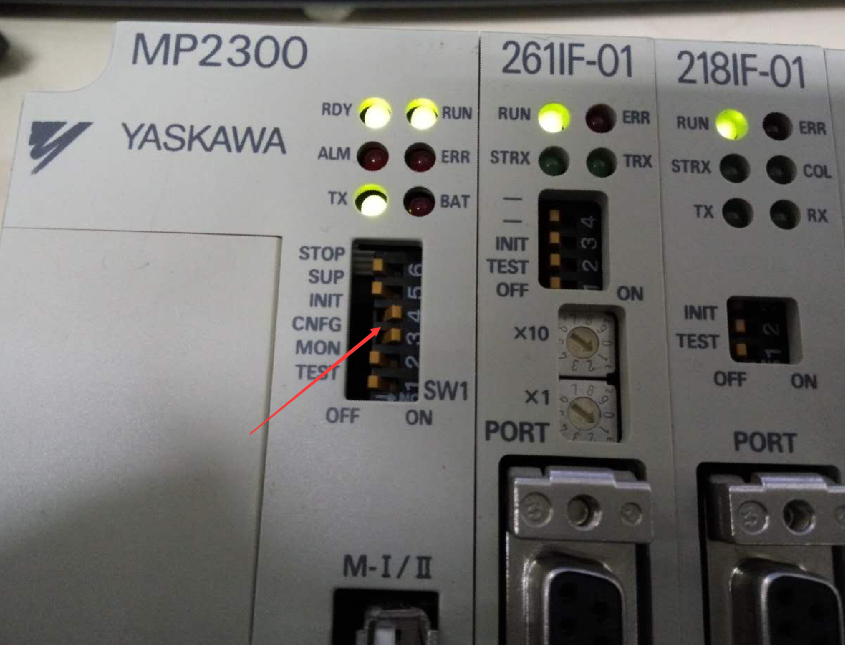 MP2300
YASKAWA
RDY RUN
ALM ERR
TX BAT
STOP
SUP
INIT
CNFG
MON
TEST
6
5
4
3
2
1
SW1
OFF ON
M-I/II
261IF-01
RUN ERR
STRX TRX
INIT
TEST
4
3
2
1
OFF ON
X10
X1
PORT
218IF-01
RUN ERR
STRX COL
TX RX
INIT
TEST
2
1
OFF ON
PORT